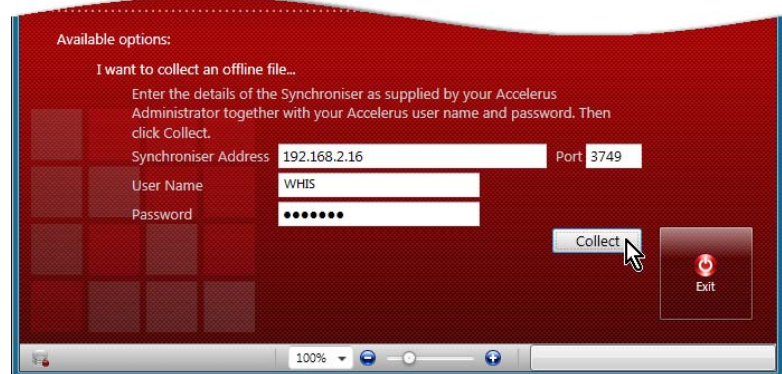 Available options:
I want to collect an offline file...
Enter the details of the Synchroniser as supplied by your Accelerus
Administrator together with your Accelerus user name and password. Then
click Collect.
Synchroniser Address 192.168.2.16 Port 3749
User Name WHIS
Password ●●●●●●●
Collect
Exit
100%